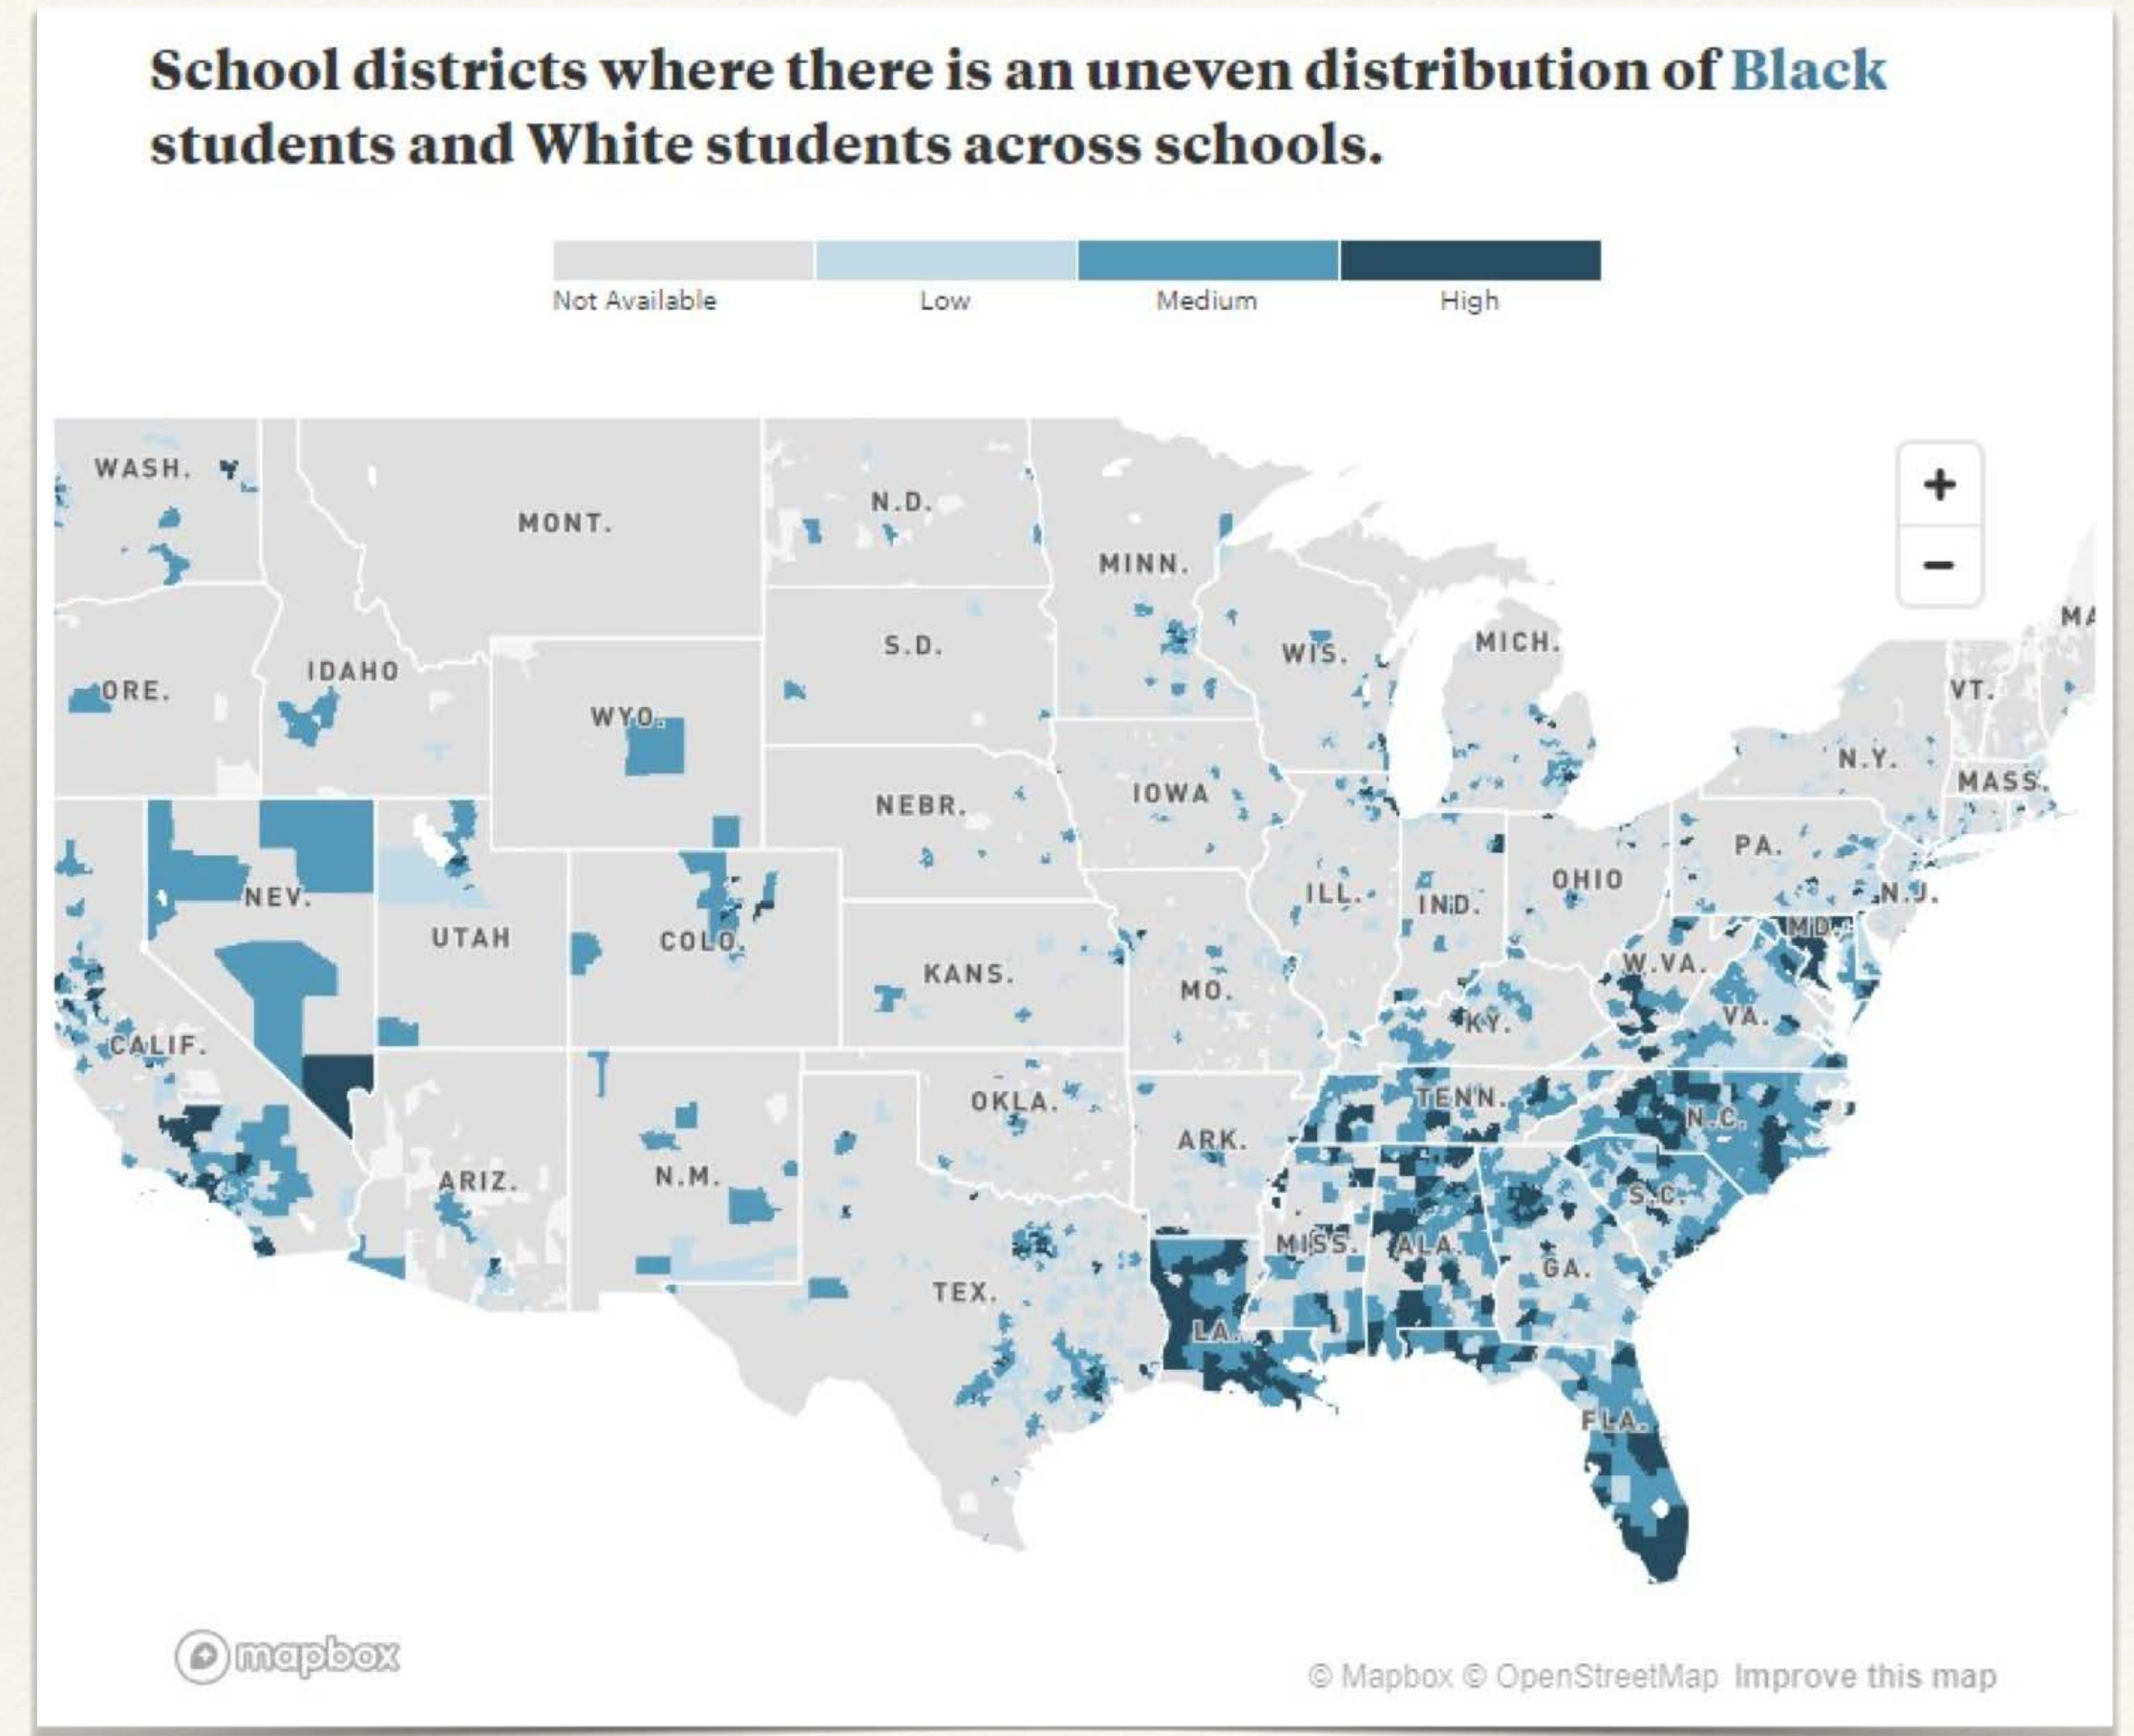 School districts where there is an uneven distribution of Black
students and White students across schools.
Not Available
Low
Medium
High
WASH.
MONT.
N.D.
MINN.
+
−
ORE.
IDAHO
WYO.
S.D.
WIS.
MICH.
MA
VT.
N.Y.
MASS.
NEBR.
IOWA
NEV.
UTAH
COLO.
KANS.
MO.
ILL.
IND.
OHIO
PA.
N.J.
MD.
W.VA.
VA.
KY.
CALIF.
ARIZ.
N.M.
OKLA.
ARK.
TENN.
N.C.
S.C.
TEX.
LA.
MISS.
ALA.
GA.
FLA.
mapbox
© Mapbox © OpenStreetMap Improve this map